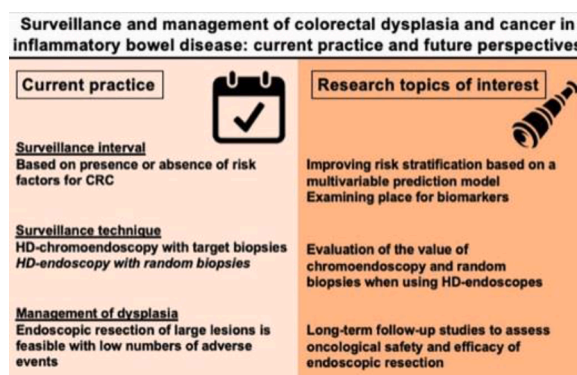 Surveillance and management of colorectal dysplasia and cancer in
inflammatory bowel disease: current practice and future perspectives
Current practice
Surveillance interval
Based on presence or absence of risk
factors for CRC
Surveillance technique
HD-chromoendoscopy with target biopsies
HD-endoscopy with random biopsies
Management of dysplasia
Endoscopic resection of large lesions is
feasible with low numbers of adverse
events
Research topics of interest
Improving risk stratification based on a
multivariable prediction model
Examining place for biomarkers
Evaluation of the value of
chromoendoscopy and random
biopsies when using HD-endoscopes
Long-term follow-up studies to assess
oncological safety and efficacy of
endoscopic resection